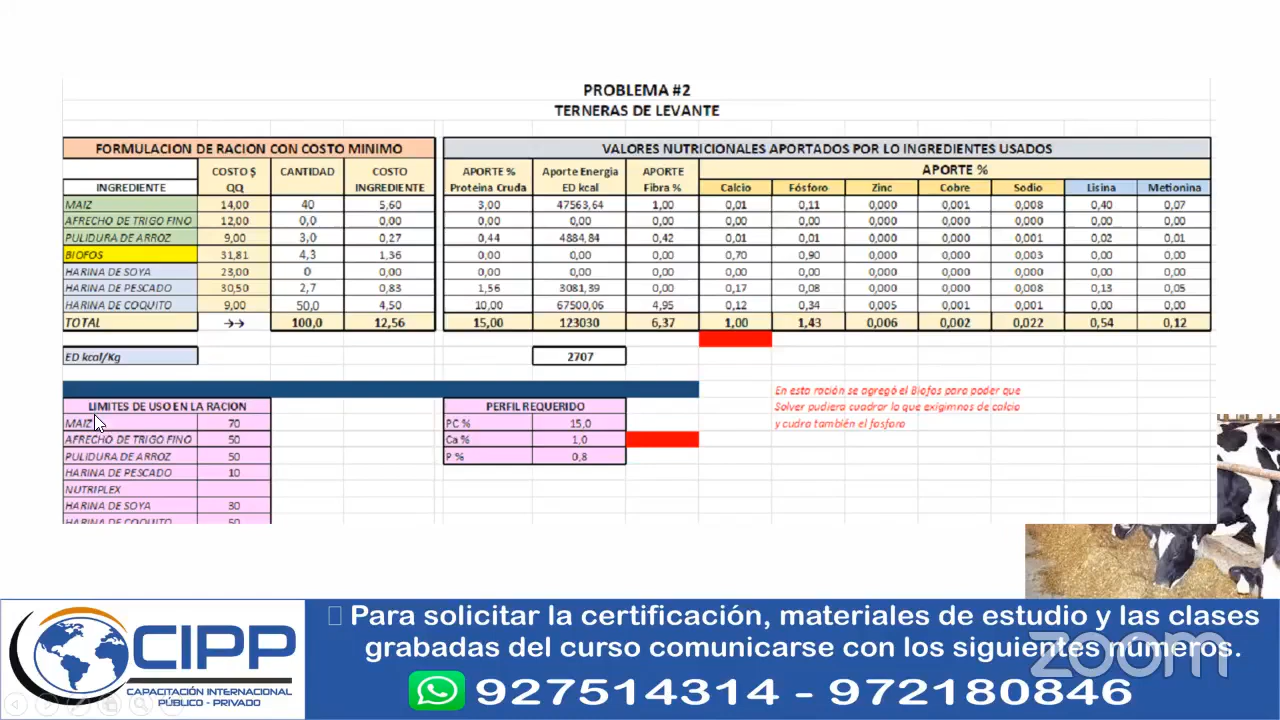 PROBLEMA #2
TERNERAS DE LEVANTE
FORMULACION DE RACION CON COSTO MINIMO
VALORES NUTRICIONALES APORTADOS POR LO INGREDIENTES USADOS
INGREDIENTE COSTO $ QQ CANTIDAD COSTO INGREDIENTE APORTE % Proteina Cruda Aporte Energia ED kcal APORTE Fibra % APORTE %
Calcio Fósforo Zinc Cobre Sodio Lisina Metionina
MAIZ 14,00 40 5,60 3,00 47563,64 1,00 0,01 0,11 0,000 0,001 0,008 0,40 0,07
AFRECHO DE TRIGO FINO 12,00 0,0 0,00 0,00 0,00 0,00 0,00 0,00 0,000 0,000 0,000 0,00 0,00
PULIDURA DE ARROZ 9,00 3,0 0,27 0,44 4884,84 0,42 0,01 0,01 0,000 0,000 0,001 0,02 0,01
BIOFOS 31,81 4,3 1,36 0,00 0,00 0,00 0,70 0,90 0,000 0,000 0,003 0,00 0,00
HARINA DE SOYA 23,00 0 0,00 0,00 0,00 0,00 0,00 0,00 0,000 0,000 0,000 0,00 0,00
HARINA DE PESCADO 30,50 2,7 0,83 1,56 3081,39 0,00 0,17 0,08 0,000 0,000 0,008 0,13 0,05
HARINA DE COQUITO 9,00 50,0 4,50 10,00 67500,06 4,95 0,12 0,34 0,005 0,001 0,001 0,00 0,00
TOTAL →→ 100,0 12,56 15,00 123030 6,37 1,00 1,43 0,006 0,002 0,022 0,54 0,12
ED kcal/Kg 2707
LIMITES DE USO EN LA RACION
MAIZ 70
AFRECHO DE TRIGO FINO 50
PULIDURA DE ARROZ 50
HARINA DE PESCADO 10
NUTRIPLEX
HARINA DE SOYA 30
HARINA DE COQUITO 50
PERFIL REQUERIDO
PC % 15,0
Ca % 1,0
P % 0,8
En esta ración se agregó el Biofos para poder que
Solver pudiera cuadrar lo que exigimnos de calcio
y cudra también el fosforo
CIPP
CAPACITACIÓN INTERNACIONAL
PÚBLICO - PRIVADO
Para solicitar la certificación, materiales de estudio y las clases
grabadas del curso comunicarse con los siguientes números.
927514314 - 972180846
zoom